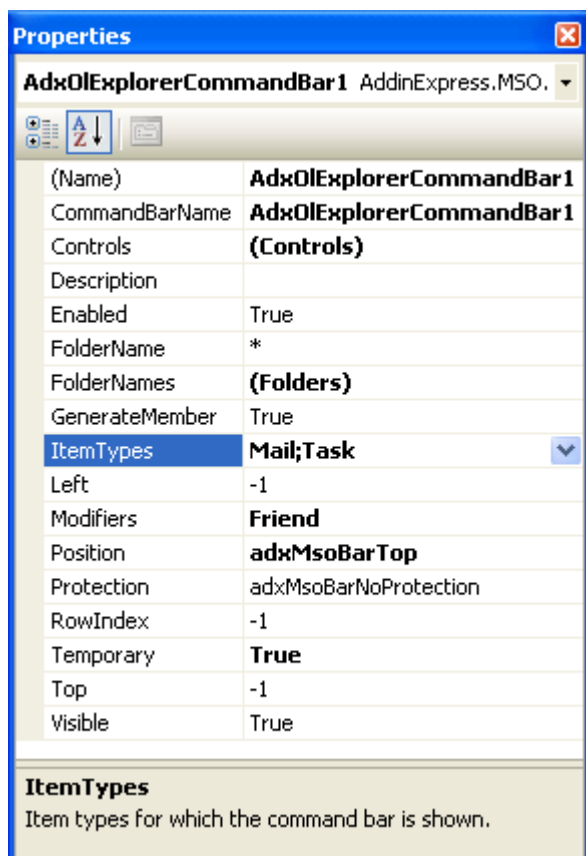 Properties
AdxOlExplorerCommandBar1 AddinExpress.MSO.
(Name) AdxOlExplorerCommandBar1
CommandBarName AdxOlExplorerCommandBar1
Controls (Controls)
Description
Enabled True
FolderName *
FolderNames (Folders)
GenerateMember True
ItemTypes Mail;Task
Left -1
Modifiers Friend
Position adxMsoBarTop
Protection adxMsoBarNoProtection
RowIndex -1
Temporary True
Top -1
Visible True
ItemTypes
Item types for which the command bar is shown.